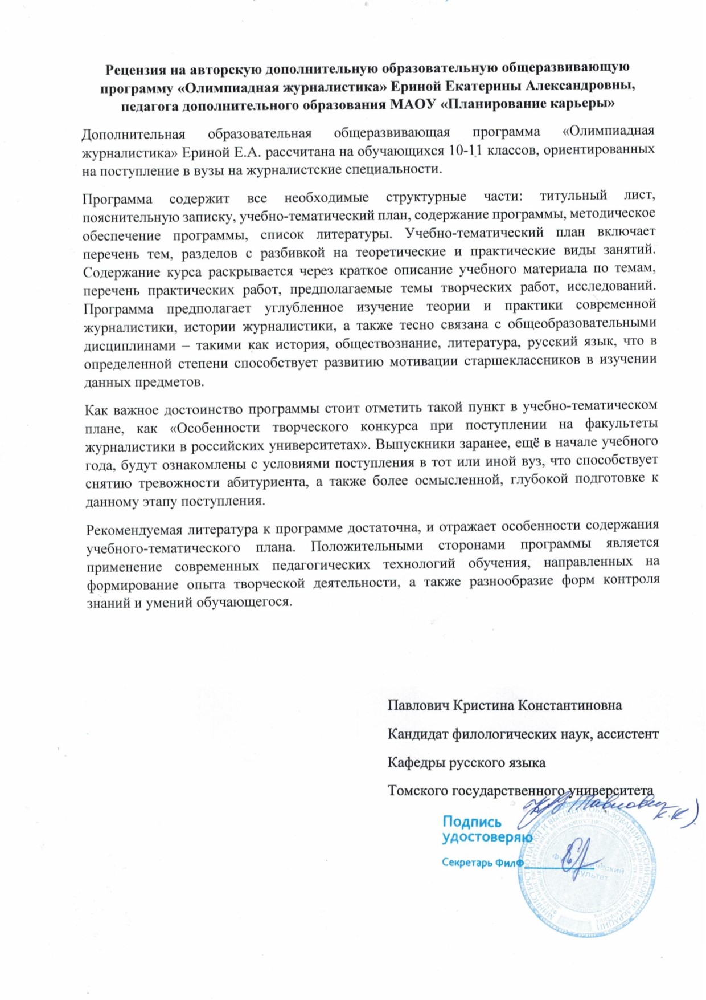 Рецензия на авторскую дополнительную образовательную общеразвивающую
программу «Олимпиадная журналистика» Ериной Екатерины Александровны,
педагога дополнительного образования МАОУ «Планирование карьеры»
Дополнительная образовательная общеразвивающая программа «Олимпиадная
журналистика» Ериной Е.А. рассчитана на обучающихся 10-11 классов, ориентированных
на поступление в вузы на журналистские специальности.
Программа содержит все необходимые структурные части: титульный лист,
пояснительную записку, учебно-тематический план, содержание программы, методическое
обеспечение программы, список литературы. Учебно-тематический план включает
перечень тем, разделов с разбивкой на теоретические и практические виды занятий.
Содержание курса раскрывается через краткое описание учебного материала по темам,
перечень практических работ, предполагаемые темы творческих работ, исследований.
Программа предполагает углубленное изучение теории и практики современной
журналистики, истории журналистики, а также тесно связана с общеобразовательными
дисциплинами – такими как история, обществознание, литература, русский язык, что в
определенной степени способствует развитию мотивации старшеклассников в изучении
данных предметов.
Как важное достоинство программы стоит отметить такой пункт в учебно-тематическом
плане, как «Особенности творческого конкурса при поступлении на факультеты
журналистики в российских университетах». Выпускники заранее, ещё в начале учебного
года, будут ознакомлены с условиями поступления в тот или иной вуз, что способствует
снятию тревожности абитуриента, а также более осмысленной, глубокой подготовке к
данному этапу поступления.
Рекомендуемая литература к программе достаточна, и отражает особенности содержания
учебного-тематического плана. Положительными сторонами программы является
применение современных педагогических технологий обучения, направленных на
формирование опыта творческой деятельности, а также разнообразие форм контроля
знаний и умений обучающегося.
Павлович Кристина Константиновна
Кандидат филологических наук, ассистент
Кафедры русского языка
Томского государственного университета
Павлович К.К.)
Подпись
удостоверяю
Секретарь ФилФ
МИНИСТЕРСТВО НАУКИ И ВЫСШЕГО ОБРАЗОВАНИЯ РОССИЙСКОЙ ФЕДЕРАЦИИ
Филологический
факультет